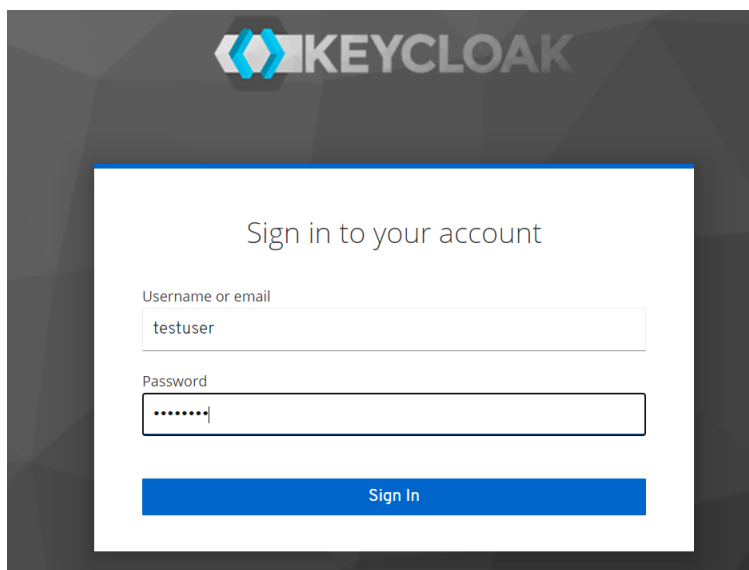 KEYCLOAK
Sign in to your account
Username or email
testuser
Password
••••••••
Sign In